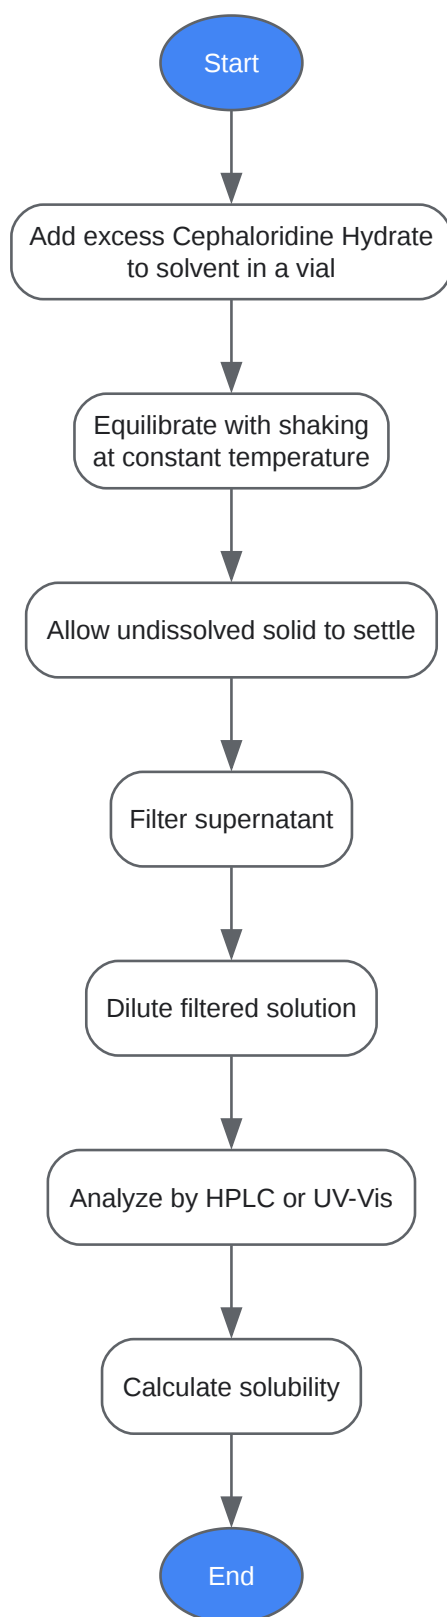 Start
Add excess Cephaloridine Hydrate
to solvent in a vial
Equilibrate with shaking
at constant temperature
Allow undissolved solid to settle
Filter supernatant
Dilute filtered solution
Analyze by HPLC or UV-Vis
Calculate solubility
End